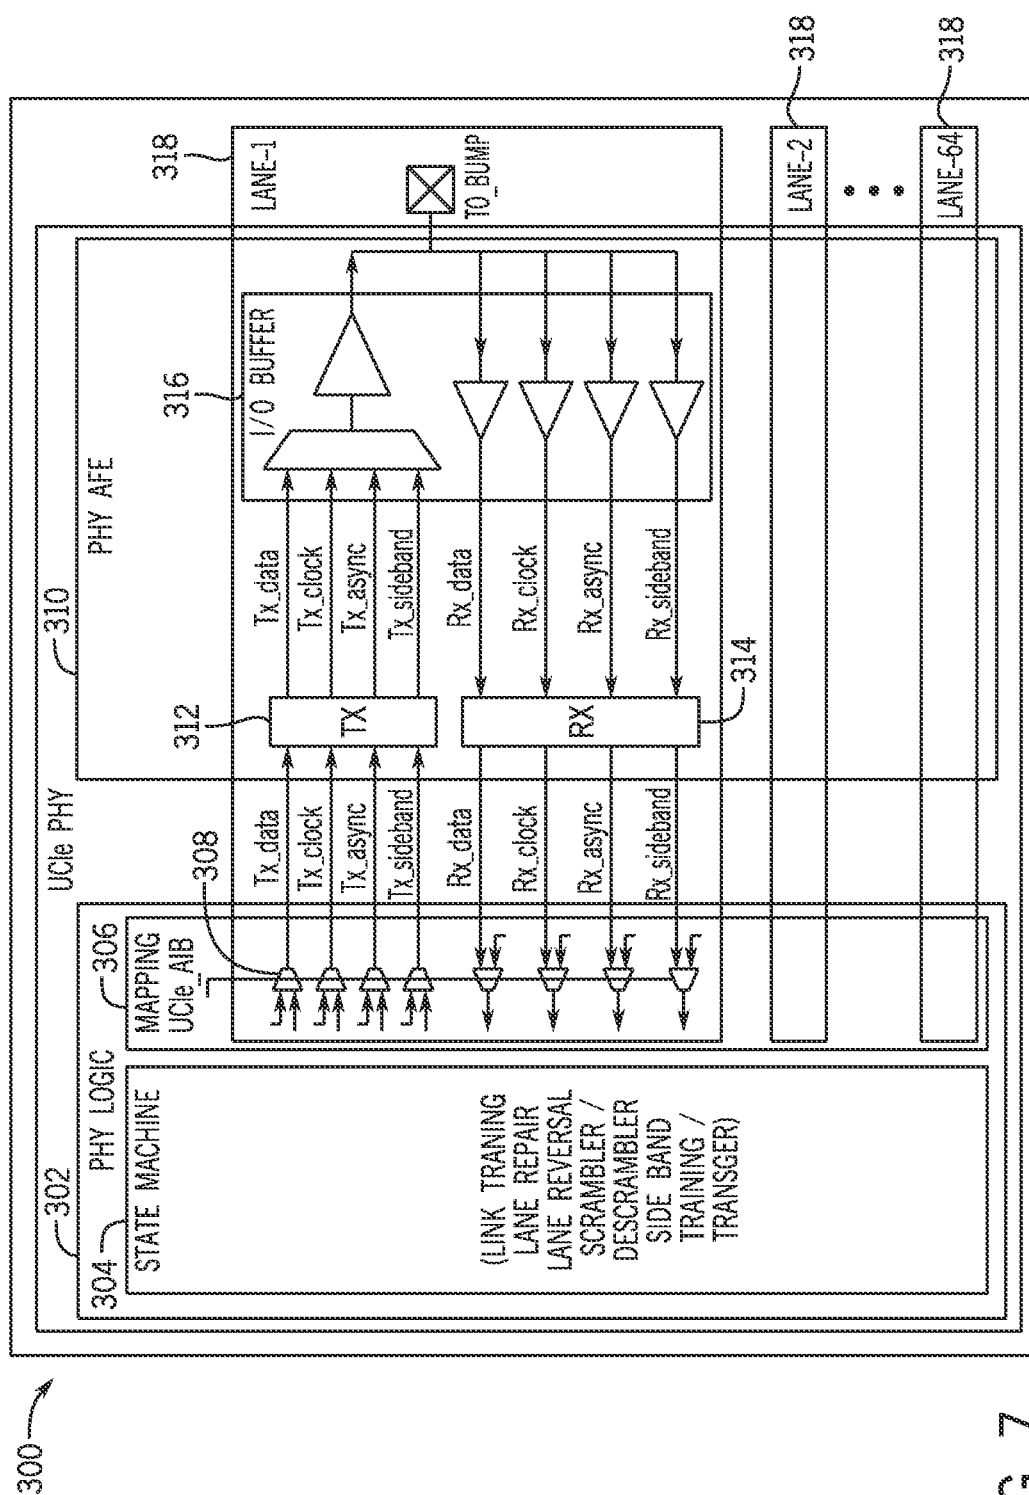 300
302
304
306
308
310
312
314
316
318
318
318
UCIe PHY
PHY LOGIC
STATE MACHINE
(LINK TRANING
LANE REPAIR
LANE REVERSAL
SCRAMBLER /
DESCRAMBLER
SIDE BAND
TRAINING /
TRANSGER)
MAPPING
UCIe_AIB
Tx_data
Tx_clock
Tx_async
Tx_sideband
Rx_data
Rx_clock
Rx_async
Rx_sideband
PHY AFE
TX
RX
Tx_data
Tx_clock
Tx_async
Tx_sideband
Rx_data
Rx_clock
Rx_async
Rx_sideband
I/O BUFFER
LANE-1
TO_BUMP
LANE-2
LANE-64